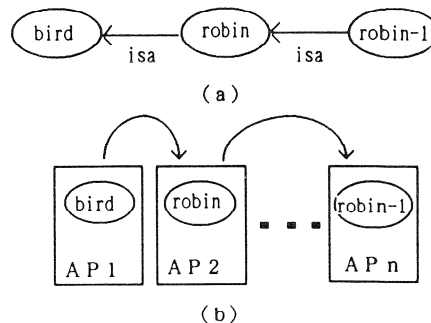 bird robin robin-1
isa isa
(a)
bird robin robin-1
AP1 AP2 APn
(b)